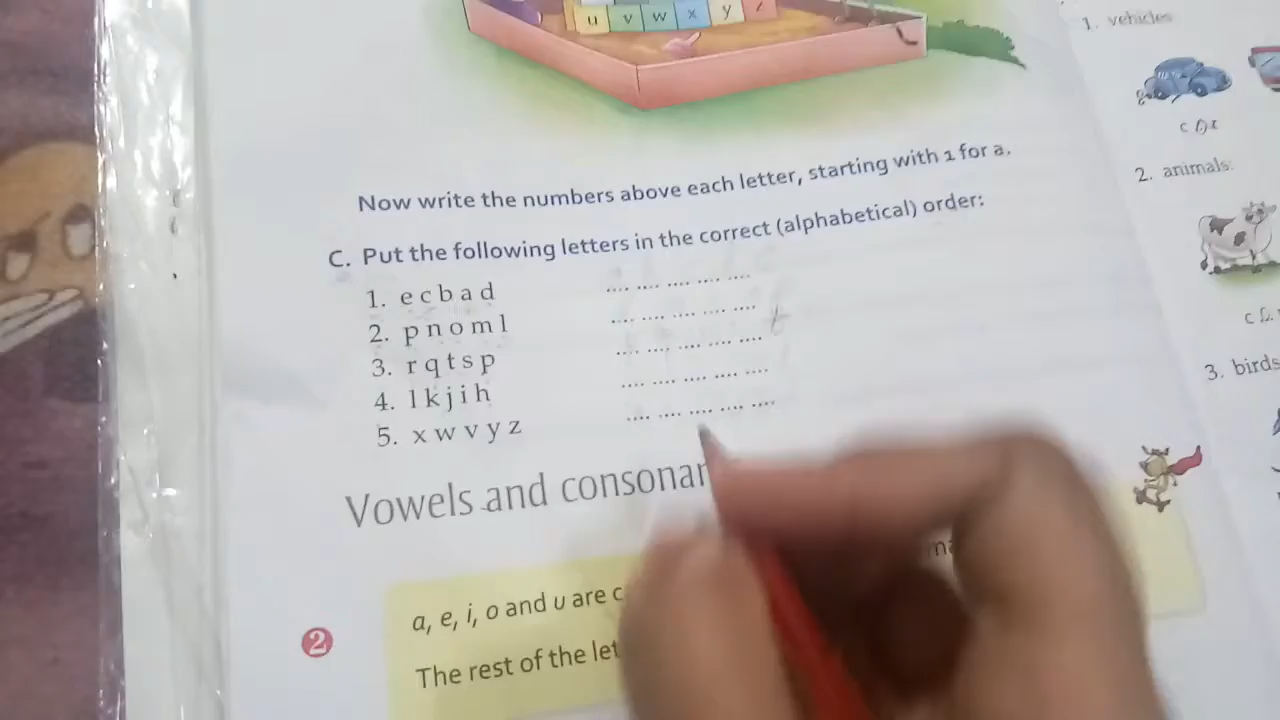 u v w x y
1. vehicles
2. animals:
Now write the numbers above each letter, starting with 1 for a.
C. Put the following letters in the correct (alphabetical) order:
1. e c b a d .... .... .... .... ....
2. p n o m l .... .... .... .... ....
3. r q t s p .... .... .... .... ....
4. l k j i h .... .... .... .... ....
5. x w v y z .... .... .... .... ....
3. birds
Vowels and
a, e, i, o and u are
2
The rest of the